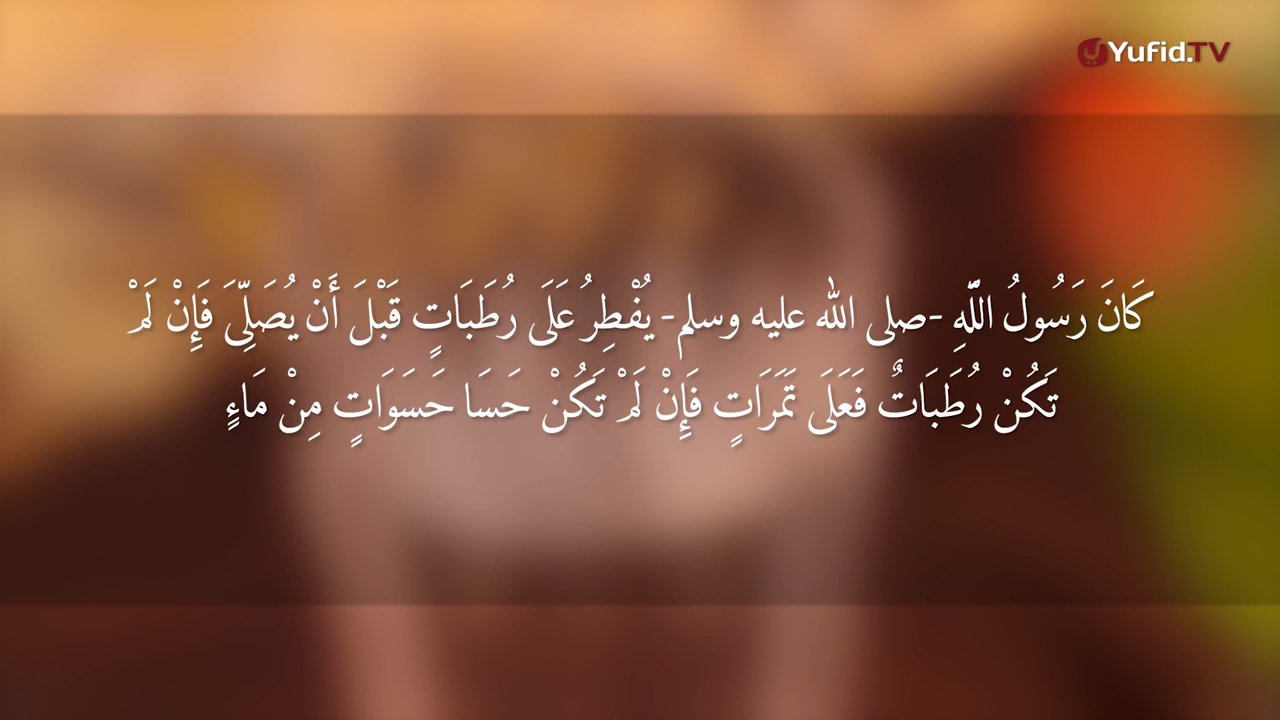 Yufid.TV
كَانَ رَسُولُ اللَّهِ -صلى الله عليه وسلم- يُفْطِرُ عَلَى رُطَبَاتٍ قَبْلَ أَنْ يُصَلِّىَ فَإِنْ لَمْ
تَكُنْ رُطَبَاتٌ فَعَلَى تَمَرَاتٍ فَإِنْ لَمْ تَكُنْ حَسَا حَسَوَاتٍ مِنْ مَاءٍ